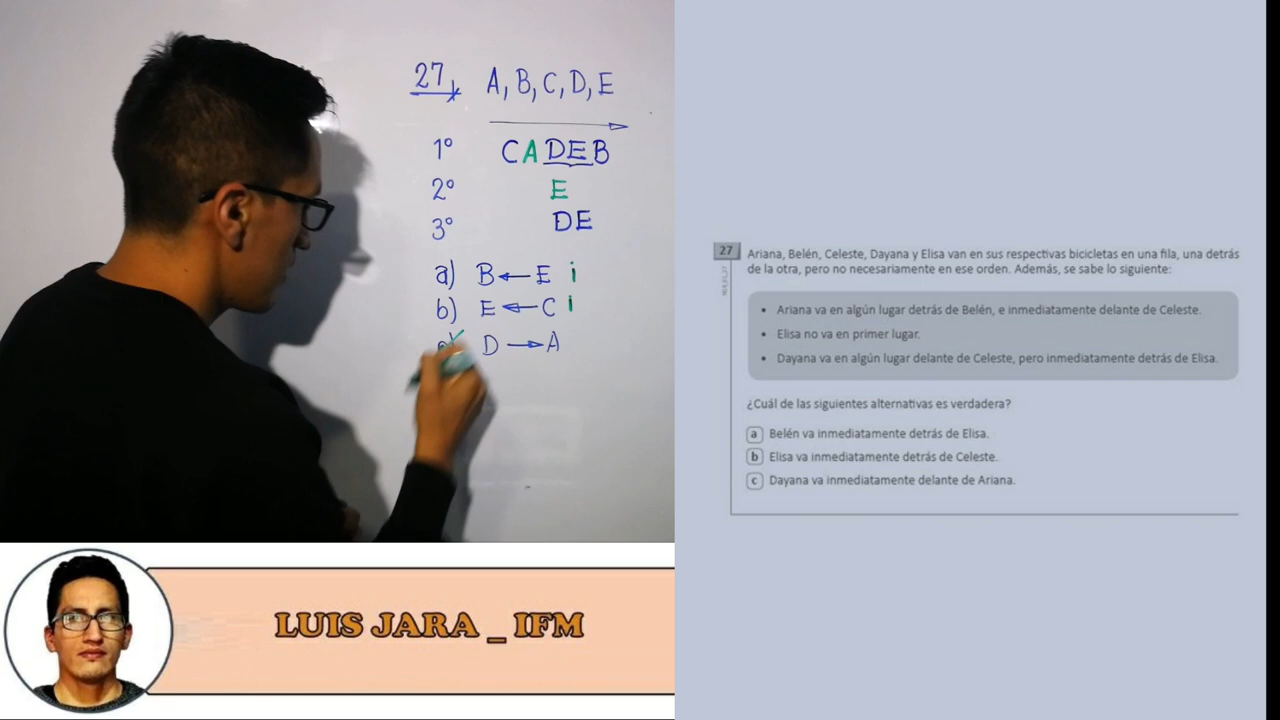 27, A, B, C, D, E
1° CADEB
2° E
3° DE
a) B ← E i
b) E ← C i
D → A
LUIS JARA _ IFM
27
Ariana, Belén, Celeste, Dayana y Elisa van en sus respectivas bicicletas en una fila, una detrás
de la otra, pero no necesariamente en ese orden. Además, se sabe lo siguiente:
• Ariana va en algún lugar detrás de Belén, e inmediatamente delante de Celeste.
• Elisa no va en primer lugar.
• Dayana va en algún lugar delante de Celeste, pero inmediatamente detrás de Elisa.
¿Cuál de las siguientes alternativas es verdadera?
a Belén va inmediatamente detrás de Elisa.
b Elisa va inmediatamente detrás de Celeste.
c Dayana va inmediatamente delante de Ariana.